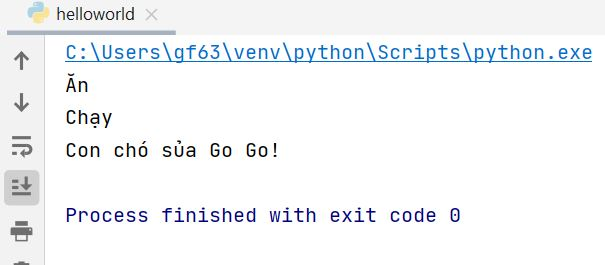 helloworld
C:\Users\gf63\venv\python\Scripts\python.exe
Ăn
Chạy
Con chó sủa Go Go!
Process finished with exit code 0